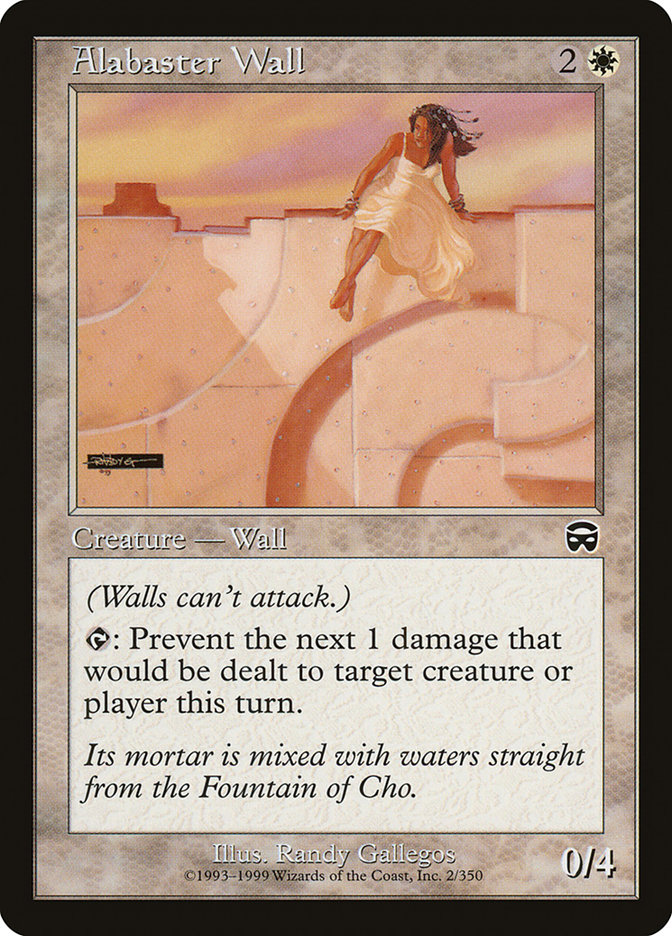 Alabaster Wall 2
RANDY G
Creature — Wall
(Walls can't attack.)
: Prevent the next 1 damage that
would be dealt to target creature or
player this turn.
Its mortar is mixed with waters straight
from the Fountain of Cho.
Illus. Randy Gallegos
©1993–1999 Wizards of the Coast, Inc. 2/350
0/4